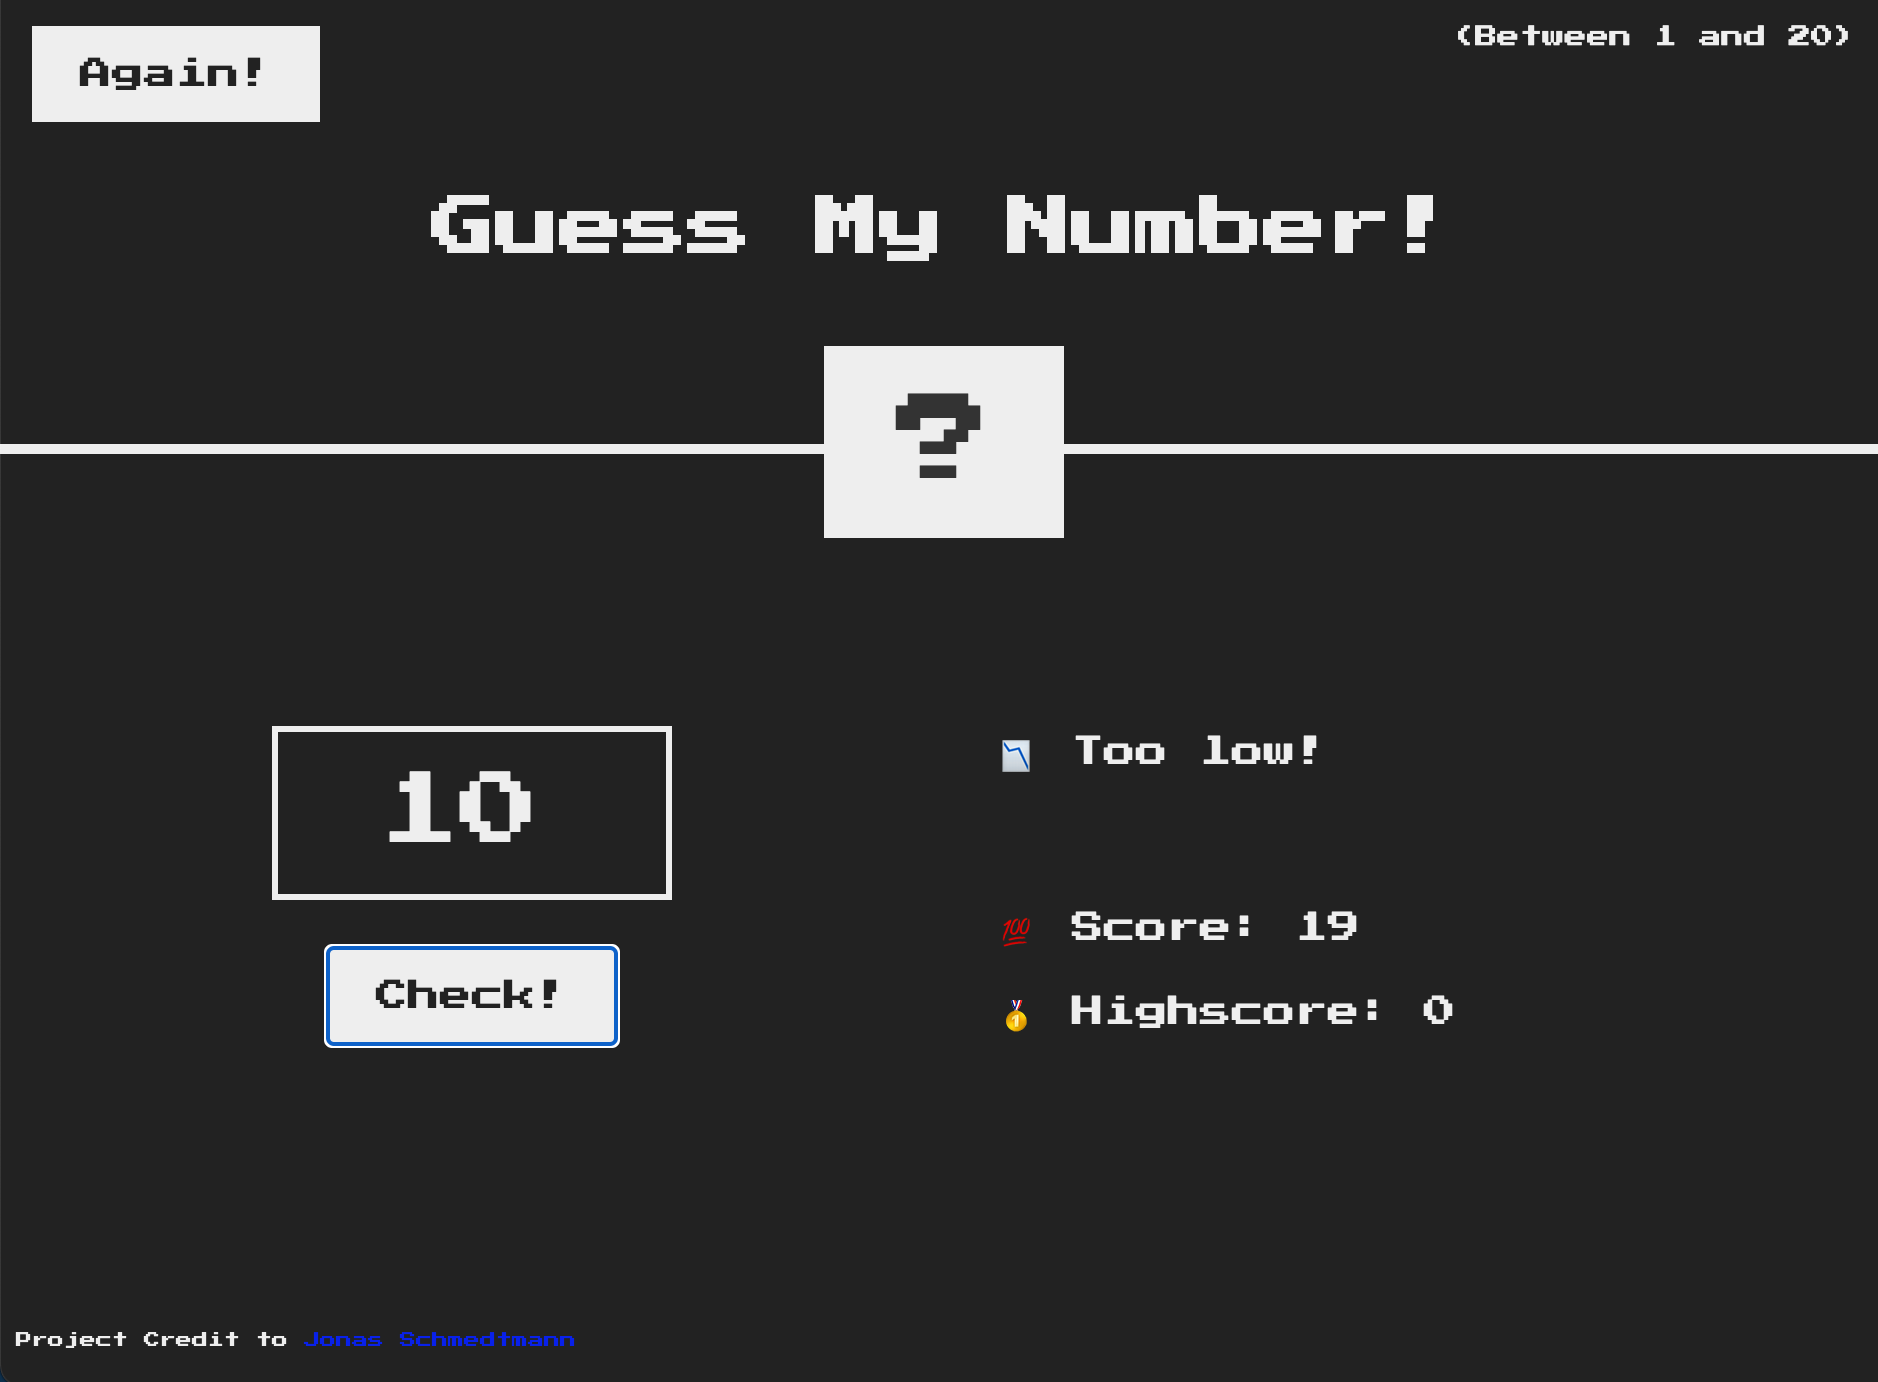 Again!
(Between 1 and 20)
Guess My Number!
?
10
Check!
📉 Too low!
💯 Score: 19
🥇 Highscore: 0
Project Credit to Jonas Schmedtmann